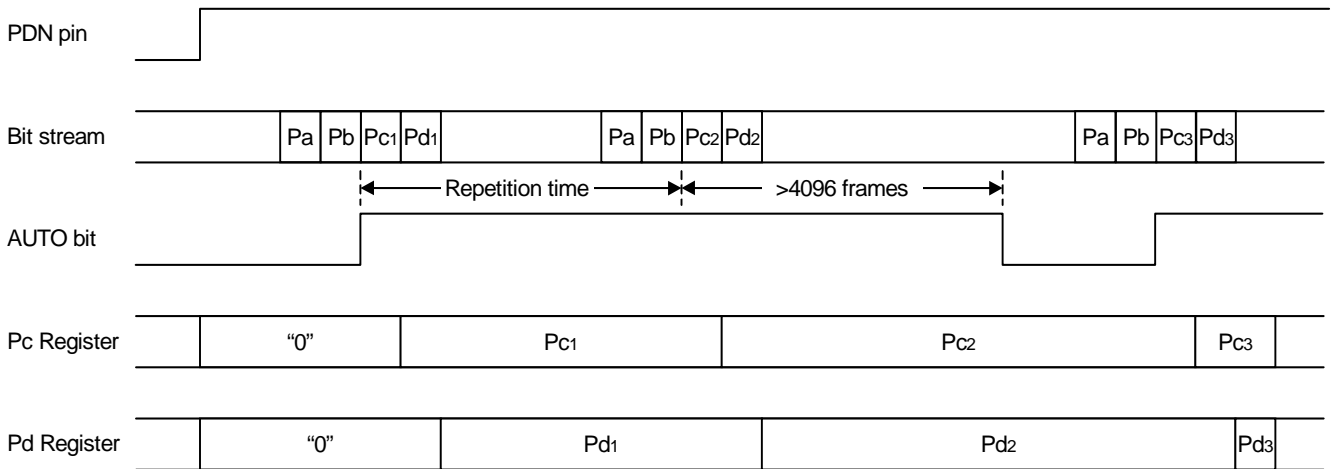 PDN pin
Bit stream Pa Pb Pc1 Pd1 Pa Pb Pc2 Pd2 Pa Pb Pc3 Pd3
Repetition time >4096 frames
AUTO bit
Pc Register “0” Pc1 Pc2 Pc3
Pd Register “0” Pd1 Pd2 Pd3